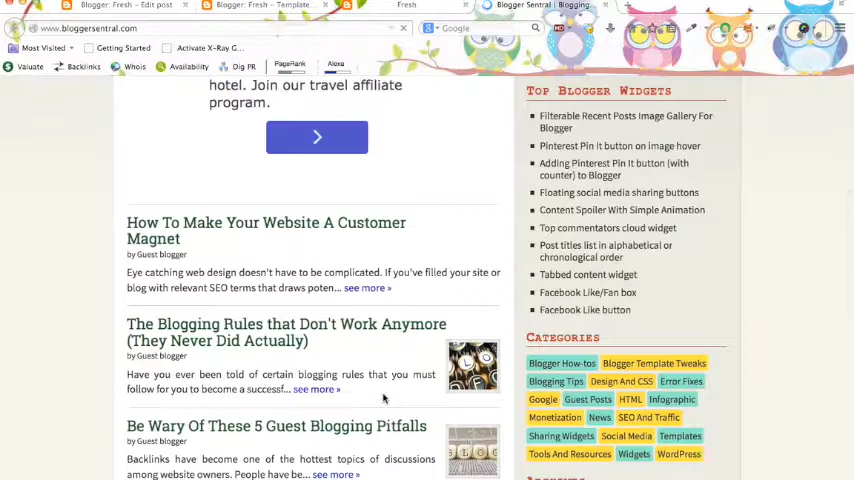 Blogger: Fresh - Edit post
Blogger: Fresh - Template...
Fresh
Blogger Sentral | Blogging
www.bloggersentral.com
Google
Most Visited
Getting Started
Activate X-Ray G...
Valuate
Backlinks
Whois
Availability
Dig PR
PageRank
Alexa
hotel. Join our travel affiliate
program.
How To Make Your Website A Customer
Magnet
by Guest blogger
Eye catching web design doesn't have to be complicated. If you've filled your site or
blog with relevant SEO terms that draws poten... see more »
The Blogging Rules that Don't Work Anymore
(They Never Did Actually)
by Guest blogger
Have you ever been told of certain blogging rules that you must
follow for you to become a successf... see more »
Be Wary Of These 5 Guest Blogging Pitfalls
by Guest blogger
Backlinks have become one of the hottest topics of discussions
among website owners. People have be... see more »
Top Blogger Widgets
Filterable Recent Posts Image Gallery For
Blogger
Pinterest Pin It button on image hover
Adding Pinterest Pin It button (with
counter) to Blogger
Floating social media sharing buttons
Content Spoiler With Simple Animation
Top commentators cloud widget
Post titles list in alphabetical or
chronological order
Tabbed content widget
Facebook Like/Fan box
Facebook Like button
Categories
Blogger How-tos Blogger Template Tweaks
Blogging Tips Design And CSS Error Fixes
Google Guest Posts HTML Infographic
Monetization News SEO And Traffic
Sharing Widgets Social Media Templates
Tools And Resources Widgets WordPress